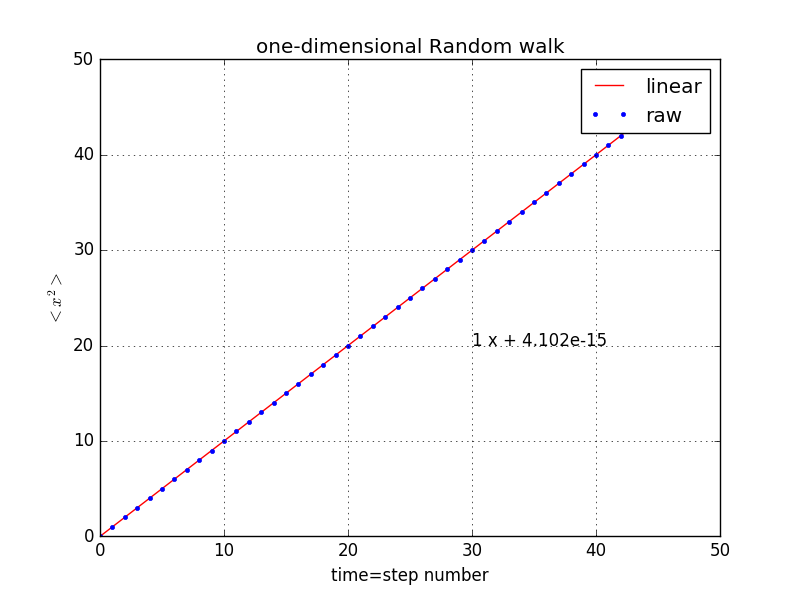 one-dimensional Random walk
50
40
30
20
10
0
< x² >
linear
raw
1 x + 4.102e-15
0 10 20 30 40 50
time=step number